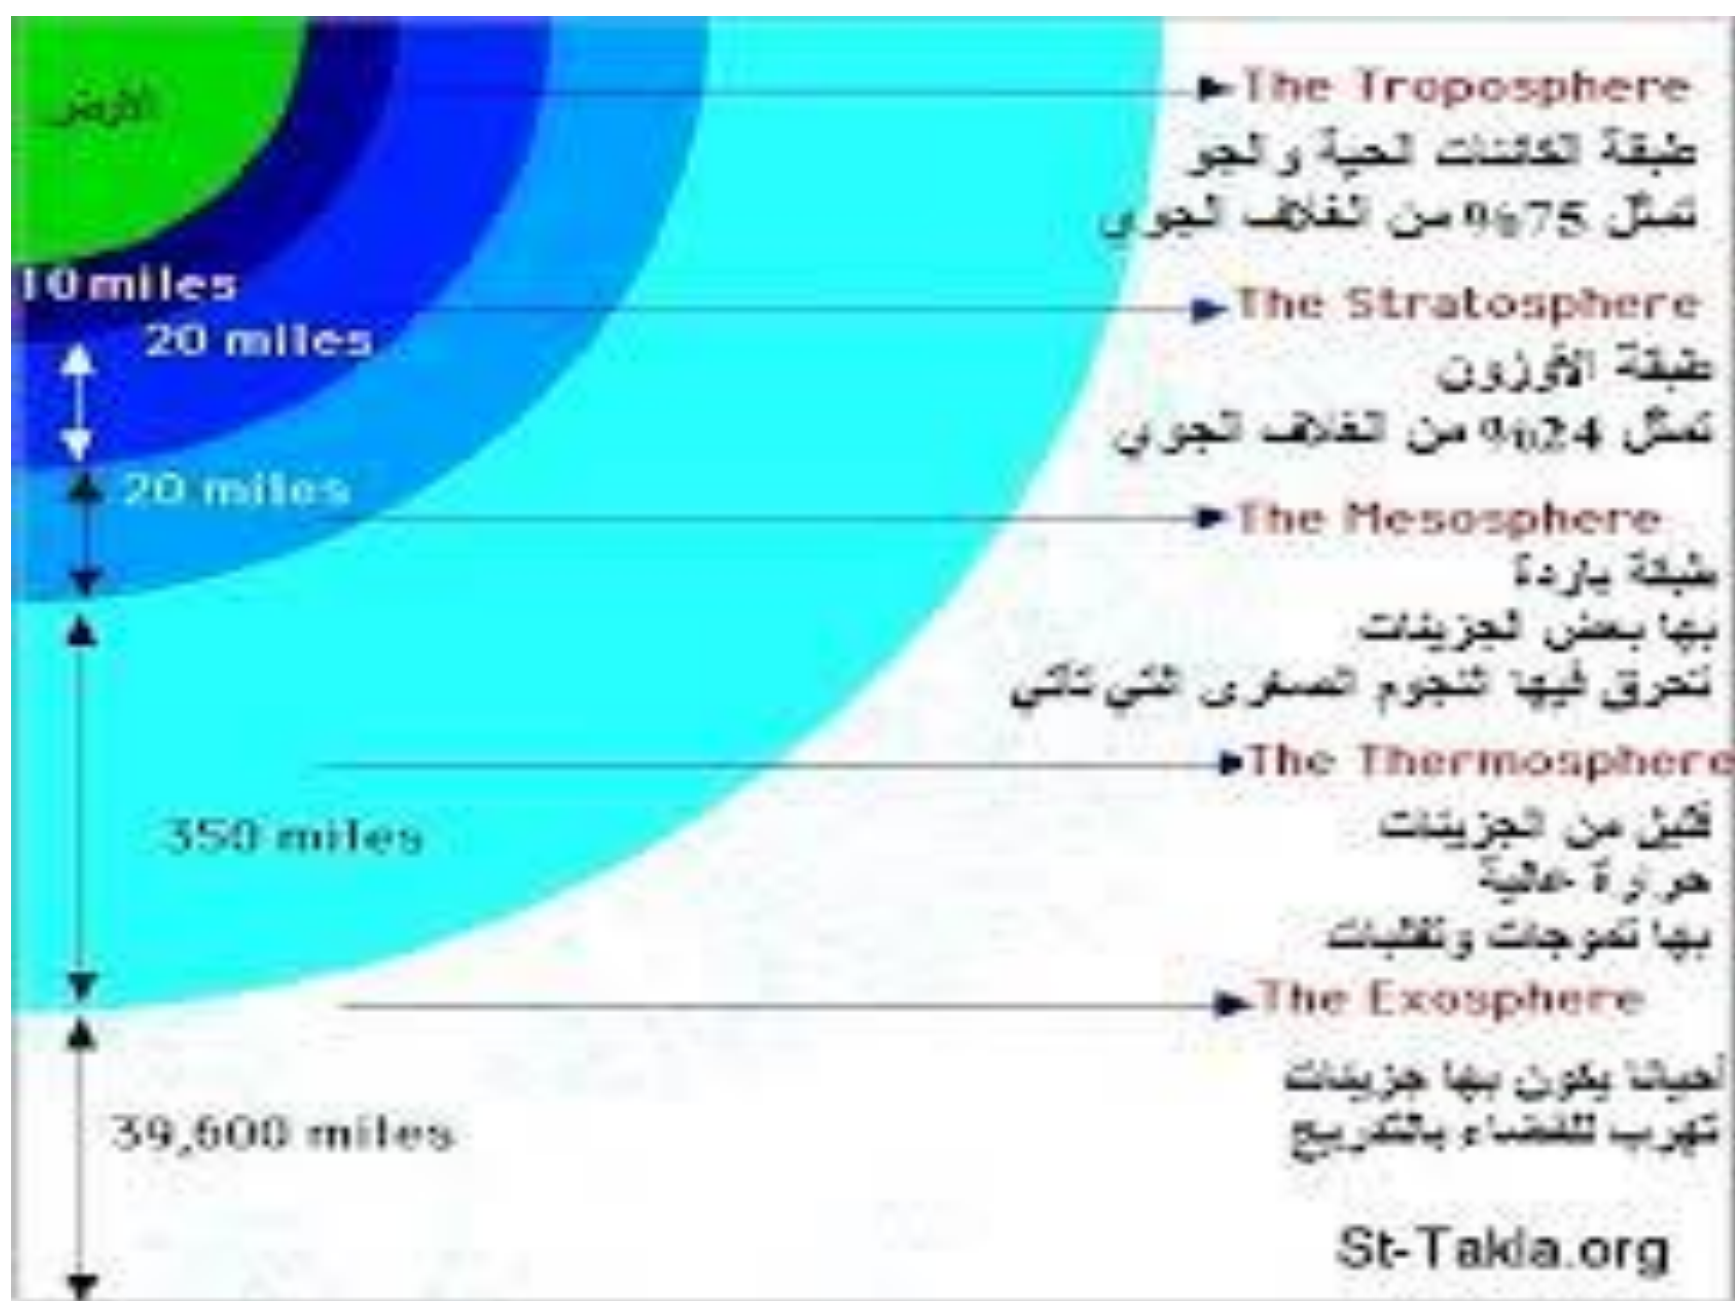 الأرض
10 miles
20 miles
20 miles
350 miles
39,600 miles
The Troposphere
طبقة الكائنات الحية والجو
تمثل 75% من الغلاف الجوي
The Stratosphere
طبقة الأوزون
تمثل 24% من الغلاف الجوي
The Mesosphere
طبقة باردة
بها بعض الجزيئات
تحرق فيها النجوم الصغرى التي تأتي
The Thermosphere
قليل من الجزيئات
حرارة عالية
بها تموجات وتقلبات
The Exosphere
أحيانا يكون بها جزيئات
تهرب للفضاء بالتدريج
St-Takla.org